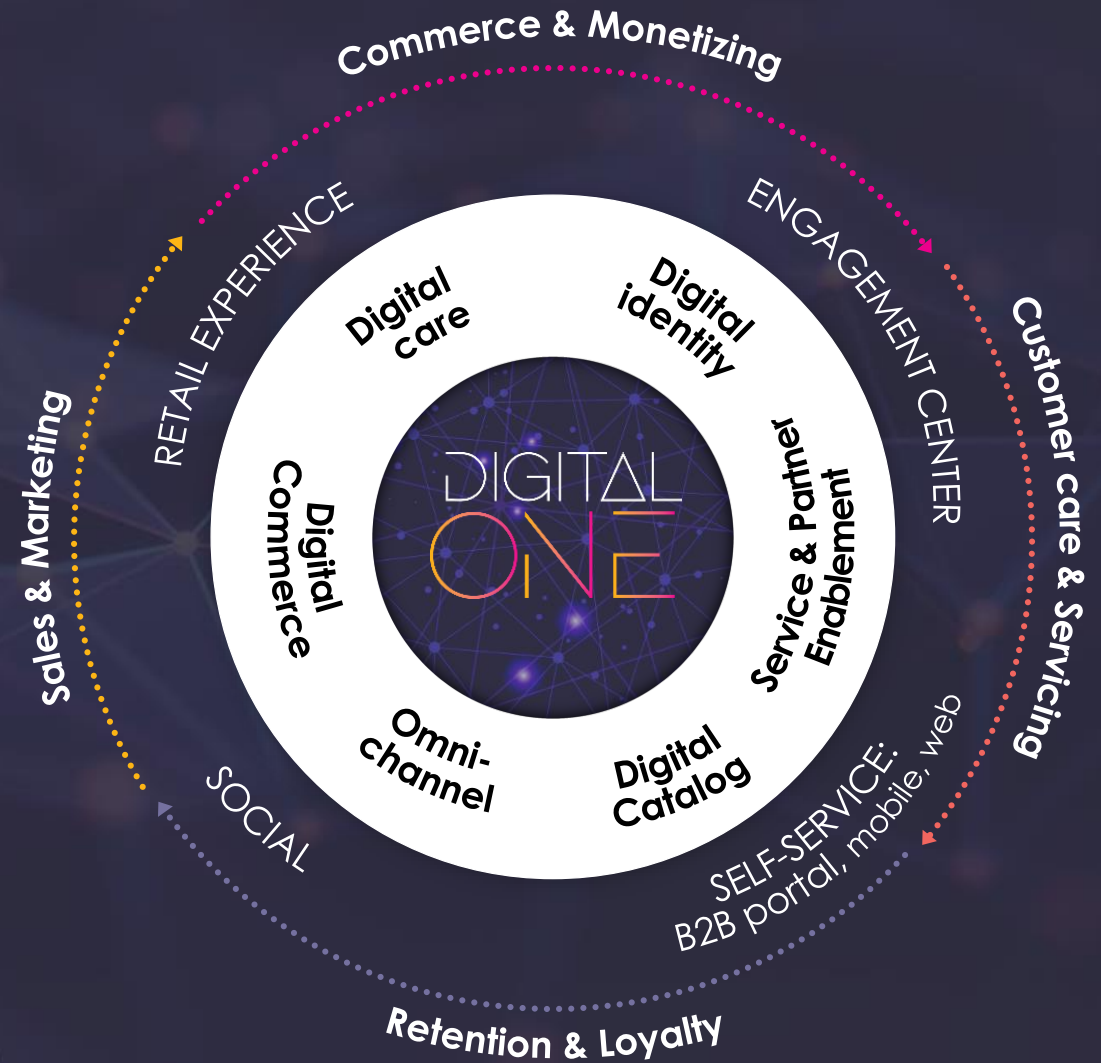 Commerce & Monetizing
RETAIL EXPERIENCE
ENGAGEMENT CENTER
Customer care & Servicing
Sales & Marketing
Digital
care
Digital
identity
Service & Partner
Enablement
Digital
Commerce
DIGITAL
ONE
Omni-
channel
Digital
Catalog
SOCIAL
SELF-SERVICE:
B2B portal, mobile, web
Retention & Loyalty